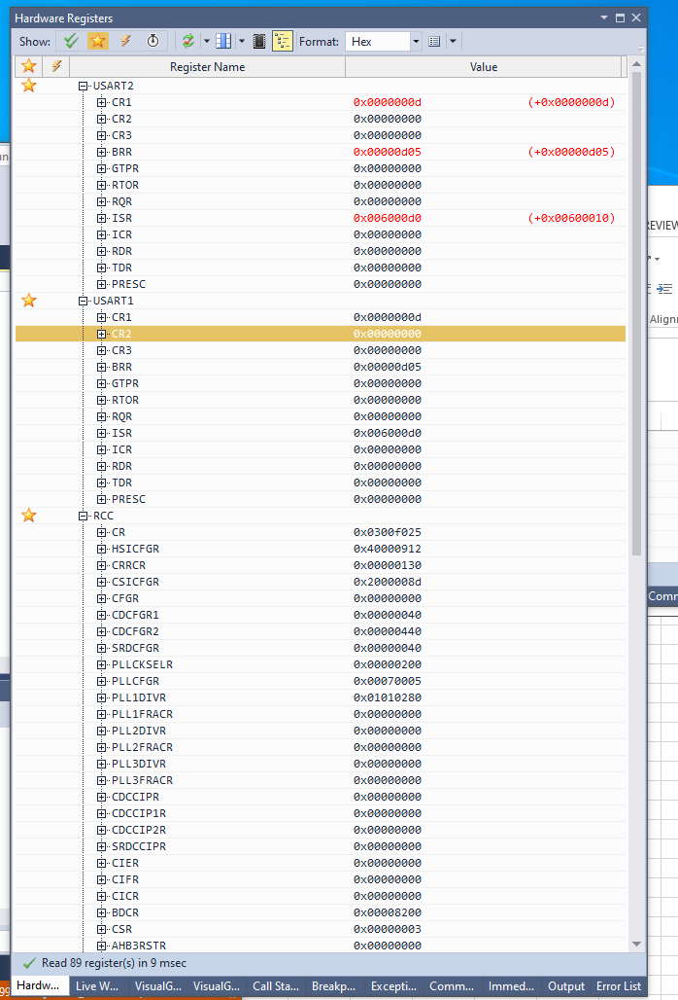 Hardware Registers
Show: Format: Hex
Register Name Value
USART2
CR1 0x0000000d (+0x0000000d)
CR2 0x00000000
CR3 0x00000000
BRR 0x00000d05 (+0x00000d05)
GTPR 0x00000000
RTOR 0x00000000
RQR 0x00000000
ISR 0x006000d0 (+0x00600010)
ICR 0x00000000
RDR 0x00000000
TDR 0x00000000
PRESC 0x00000000
USART1
CR1 0x0000000d
CR2 0x00000000
CR3 0x00000000
BRR 0x00000d05
GTPR 0x00000000
RTOR 0x00000000
RQR 0x00000000
ISR 0x006000d0
ICR 0x00000000
RDR 0x00000000
TDR 0x00000000
PRESC 0x00000000
RCC
CR 0x0300f025
HSICFGR 0x40000912
CRRCR 0x00000130
CSICFGR 0x2000008d
CFGR 0x00000000
CDCFGR1 0x00000040
CDCFGR2 0x00000440
SRDCFGR 0x00000040
PLLCKSELR 0x00000200
PLLCFGR 0x00070005
PLL1DIVR 0x01010280
PLL1FRACR 0x00000000
PLL2DIVR 0x00000000
PLL2FRACR 0x00000000
PLL3DIVR 0x00000000
PLL3FRACR 0x00000000
CDCCIPR 0x00000000
CDCCIP1R 0x00000000
CDCCIP2R 0x00000000
SRDCCIPR 0x00000000
CIER 0x00000000
CIFR 0x00000000
CICR 0x00000000
BDCR 0x00008200
CSR 0x00000003
AHB3RSTR 0x00000000
Read 89 register(s) in 9 msec
Hardw... Live W... VisualG... VisualG... Call Sta... Breakp... Excepti... Comm... Immed... Output Error List
REVIEW
Alignn
Comm
un
99